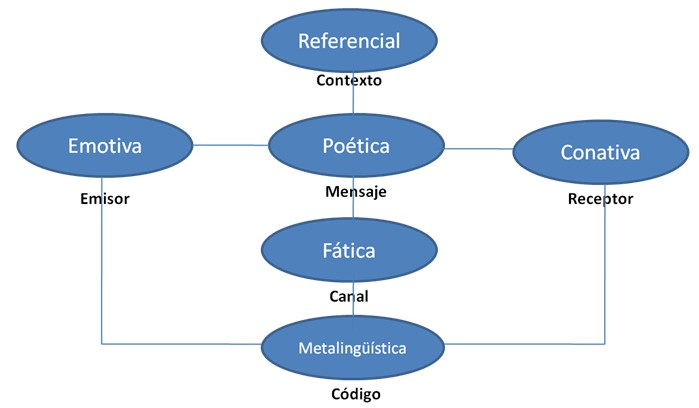 Referencial
Contexto
Emotiva
Poética
Conativa
Emisor
Mensaje
Receptor
Fática
Canal
Metalingüística
Código